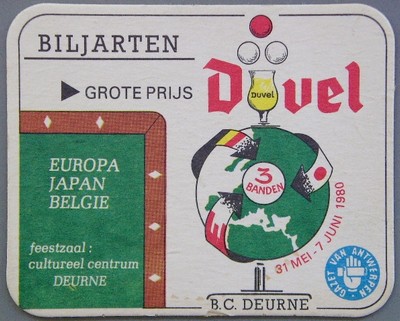 BILJARTEN
GROTE PRIJS
Duvel
Duvel
EUROPA
JAPAN
BELGIE
feestzaal :
cultureel centrum
DEURNE
3
BANDEN
31 MEI - 7 JUNI 1980
GAZET VAN ANTWERPEN
B.C. DEURNE